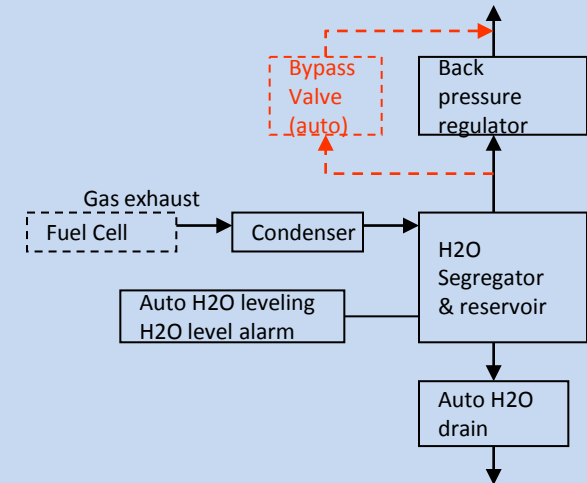 Bypass
Valve
(auto)
Back
pressure
regulator
Gas exhaust
Fuel Cell
Condenser
H2O
Segregator
& reservoir
Auto H2O leveling
H2O level alarm
Auto H2O
drain